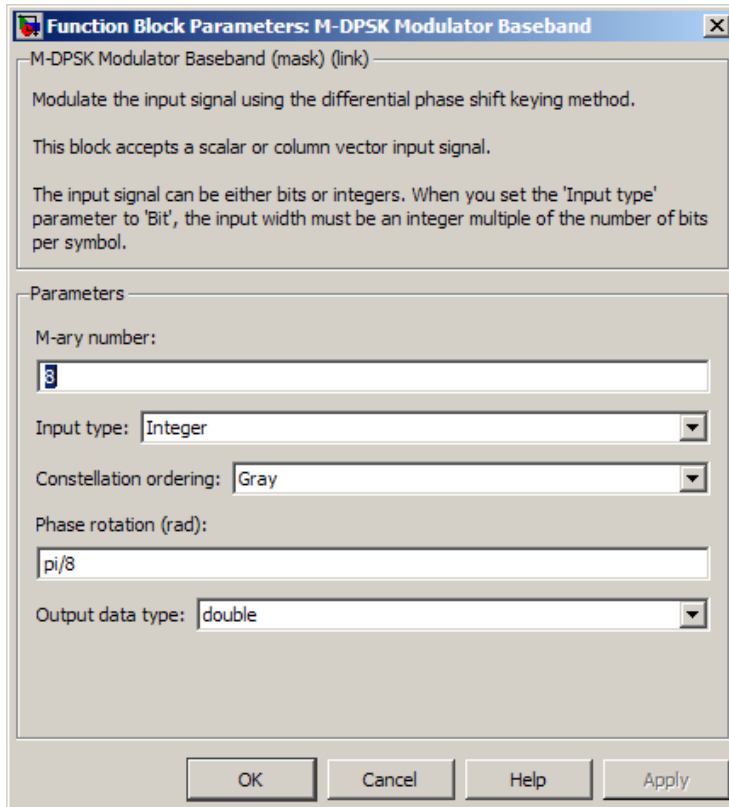 Function Block Parameters: M-DPSK Modulator Baseband
M-DPSK Modulator Baseband (mask) (link)
Modulate the input signal using the differential phase shift keying method.
This block accepts a scalar or column vector input signal.
The input signal can be either bits or integers. When you set the 'Input type'
parameter to 'Bit', the input width must be an integer multiple of the number of bits
per symbol.
Parameters
M-ary number:
8
Input type: Integer
Constellation ordering: Gray
Phase rotation (rad):
pi/8
Output data type: double
OK Cancel Help Apply